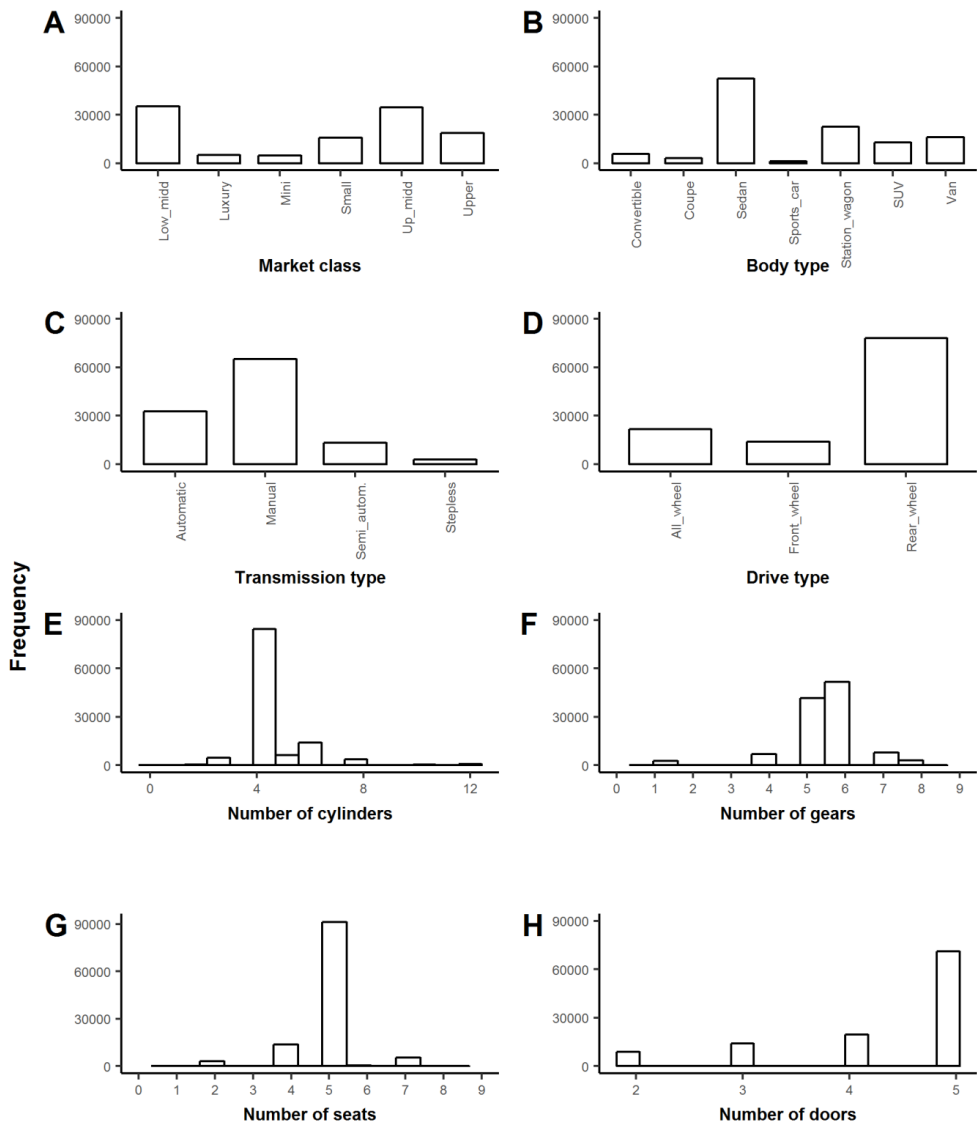 A
90000
60000
30000
0
Low_midd
Luxury
Mini
Small
Up_midd
Upper
Market class
B
90000
60000
30000
0
Convertible
Coupe
Sedan
Sports_car
Station_wagon
SUV
Van
Body type
C
90000
60000
30000
0
Automatic
Manual
Semi_autom.
Stepless
Transmission type
D
90000
60000
30000
0
All_wheel
Front_wheel
Rear_wheel
Drive type
Frequency
E
90000
60000
30000
0
0 4 8 12
Number of cylinders
F
90000
60000
30000
0
0 1 2 3 4 5 6 7 8 9
Number of gears
G
90000
60000
30000
0
0 1 2 3 4 5 6 7 8 9
Number of seats
H
90000
60000
30000
0
2 3 4 5
Number of doors